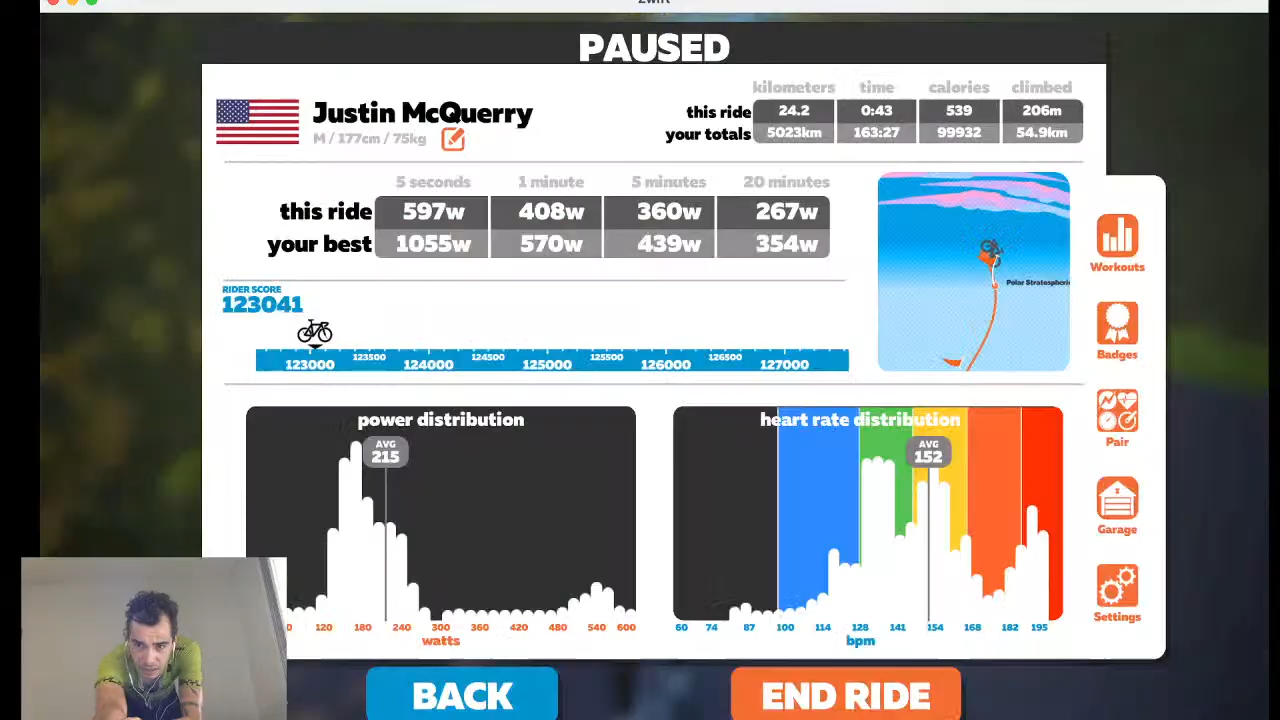 PAUSED
Justin McQuerry
M / 177cm / 75kg
kilometers time calories climbed
this ride 24.2 0:43 539 206m
your totals 5023km 163:27 99932 54.9km
5 seconds 1 minute 5 minutes 20 minutes
this ride 597w 408w 360w 267w
your best 1055w 570w 439w 354w
RIDER SCORE
123041
123500 124500 125500 126500
123000 124000 125000 126000 127000
Workouts
Badges
Pair
Garage
Settings
power distribution
AVG
215
120 180 240 300 360 420 480 540 600
watts
heart rate distribution
AVG
152
60 74 87 100 114 128 141 154 168 182 195
bpm
BACK
END RIDE